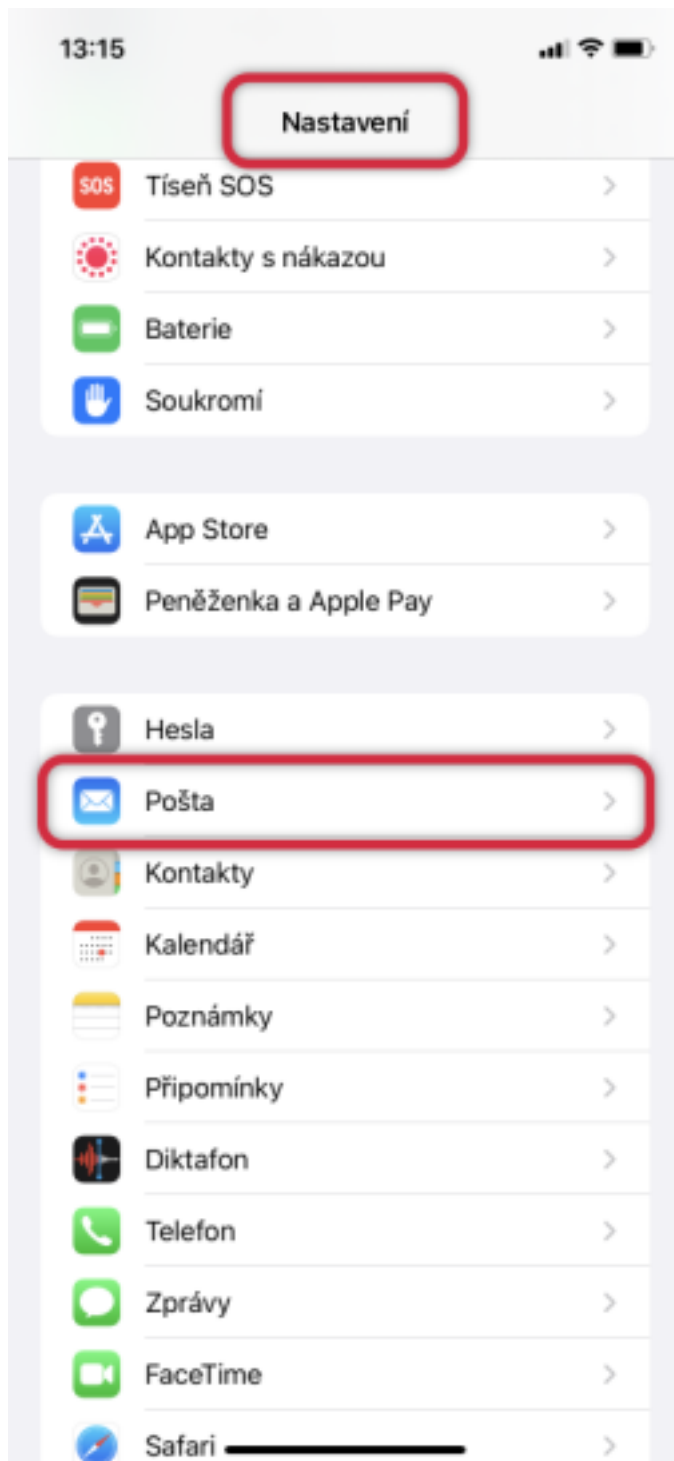 13:15
Nastavení
SOS Tíseň SOS
Kontakty s nákazou
Baterie
Soukromí
App Store
Peněženka a Apple Pay
Hesla
Pošta
Kontakty
Kalendář
Poznámky
Připomínky
Diktafon
Telefon
Zprávy
FaceTime
Safari